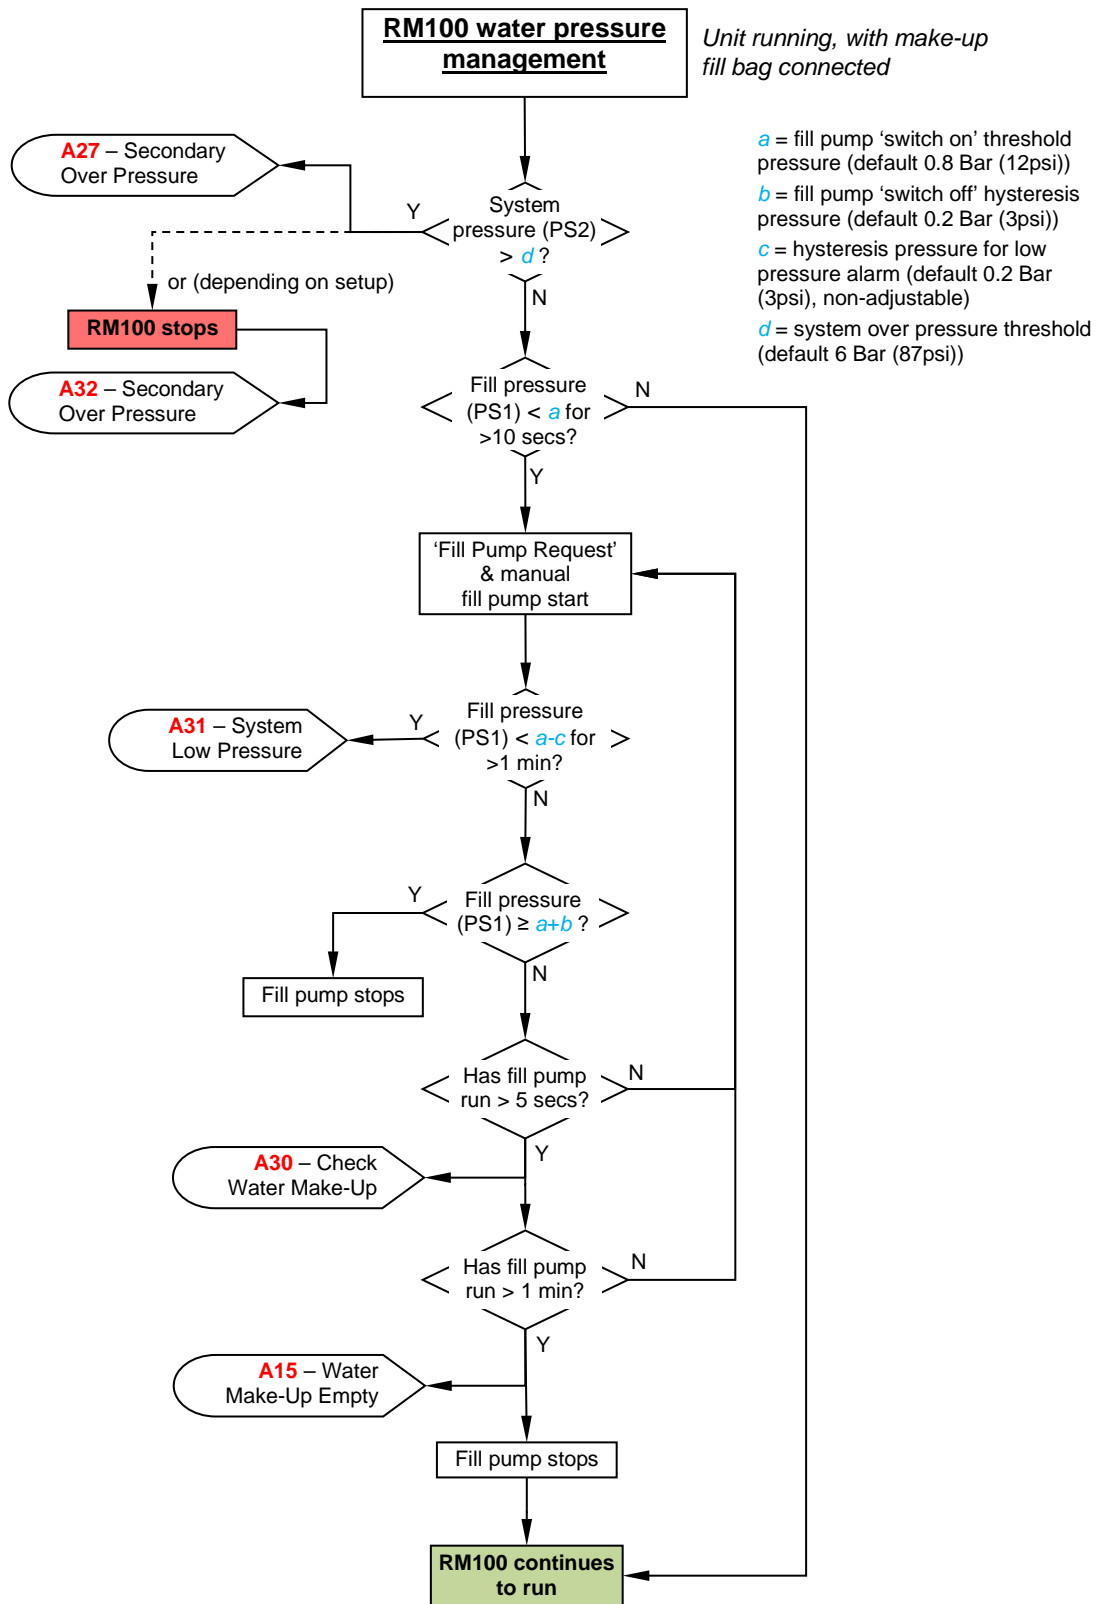 RM100 water pressure
management
Unit running, with make-up
fill bag connected
a = fill pump ‘switch on’ threshold
pressure (default 0.8 Bar (12psi))
b = fill pump ‘switch off’ hysteresis
pressure (default 0.2 Bar (3psi))
c = hysteresis pressure for low
pressure alarm (default 0.2 Bar
(3psi), non-adjustable)
d = system over pressure threshold
(default 6 Bar (87psi))
A27 – Secondary
Over Pressure
Y
System
pressure (PS2)
> d ?
or (depending on setup)
N
RM100 stops
A32 – Secondary
Over Pressure
Fill pressure
(PS1) < a for
>10 secs?
N
Y
‘Fill Pump Request’
& manual
fill pump start
A31 – System
Low Pressure
Y
Fill pressure
(PS1) < a-c for
>1 min?
N
Y
Fill pressure
(PS1) ≥ a+b ?
N
Fill pump stops
Has fill pump
run > 5 secs?
N
Y
A30 – Check
Water Make-Up
Has fill pump
run > 1 min?
N
Y
A15 – Water
Make-Up Empty
Fill pump stops
RM100 continues
to run